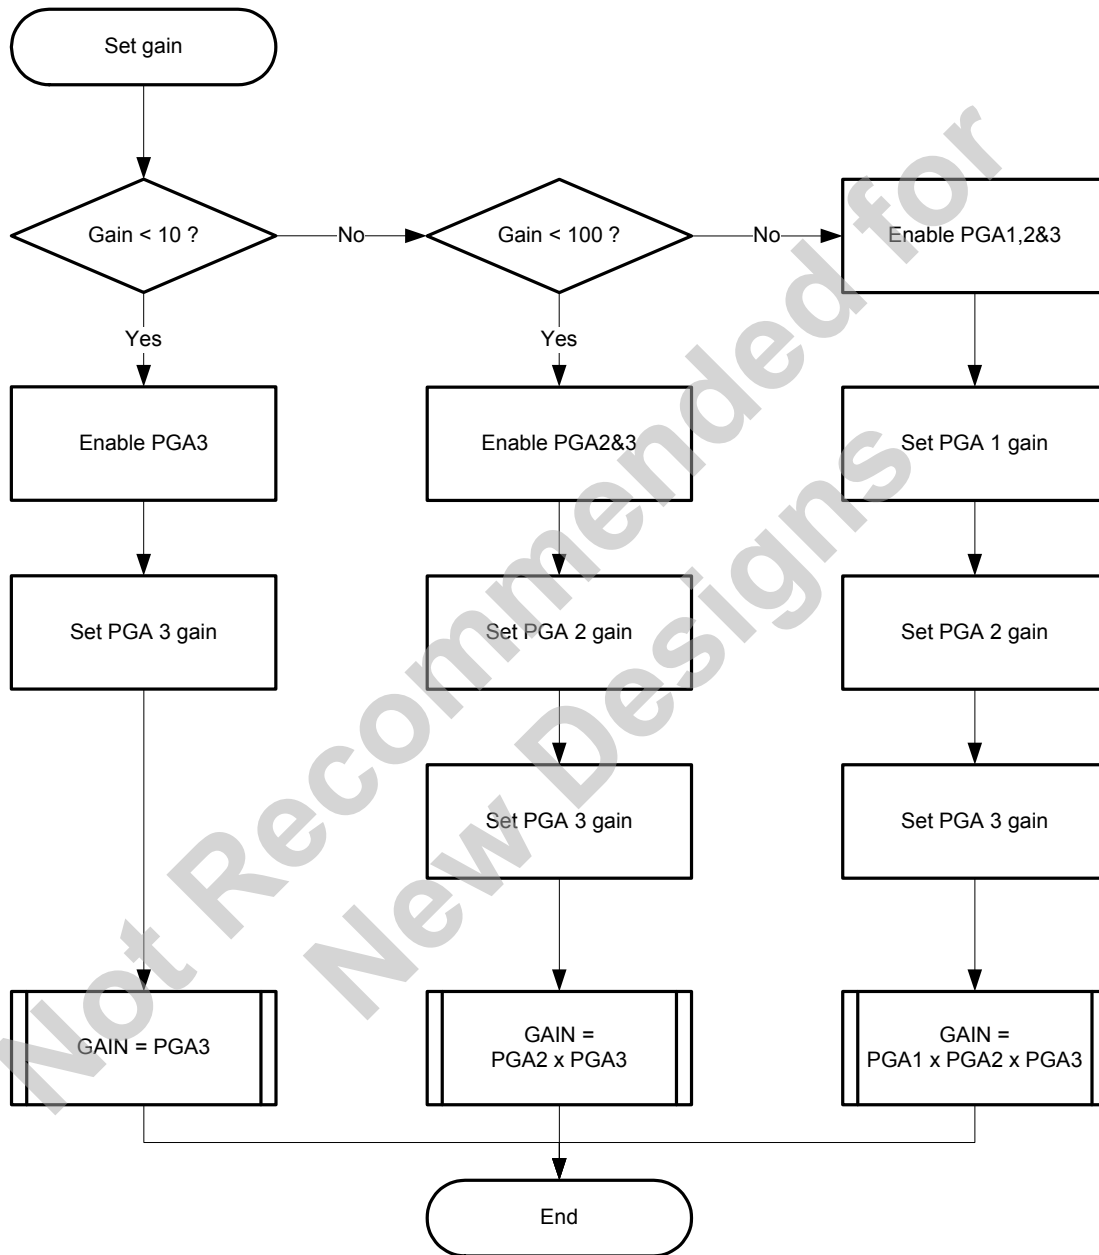 Set gain
Gain < 10 ?
No
Gain < 100 ?
No
Enable PGA1,2&3
Yes
Yes
Enable PGA3
Enable PGA2&3
Set PGA 1 gain
Set PGA 3 gain
Set PGA 2 gain
Set PGA 2 gain
Set PGA 3 gain
Set PGA 3 gain
GAIN = PGA3
GAIN =
PGA2 x PGA3
GAIN =
PGA1 x PGA2 x PGA3
End
Not Recommended for
New Designs